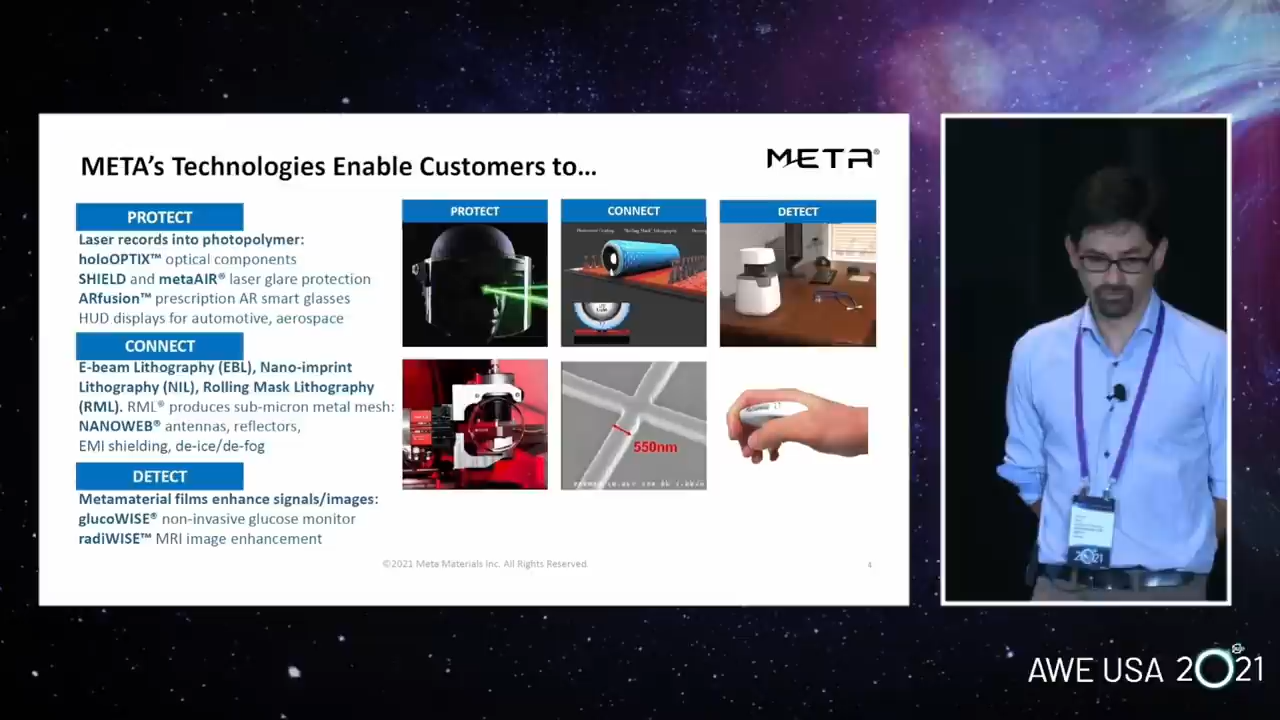 META's Technologies Enable Customers to...
META®
PROTECT
Laser records into photopolymer:
holoOPTIX™ optical components
SHIELD and metaAIR® laser glare protection
ARfusion™ prescription AR smart glasses
HUD displays for automotive, aerospace
CONNECT
E-beam Lithography (EBL), Nano-imprint
Lithography (NIL), Rolling Mask Lithography
(RML). RML® produces sub-micron metal mesh:
NANOWEB® antennas, reflectors,
EMI shielding, de-ice/de-fog
DETECT
Metamaterial films enhance signals/images:
glucoWISE® non-invasive glucose monitor
radiWISE™ MRI image enhancement
PROTECT
CONNECT
DETECT
"Rolling Mask" Lithography
550nm
©2021 Meta Materials Inc. All Rights Reserved.
4
2021
AWE USA 2021